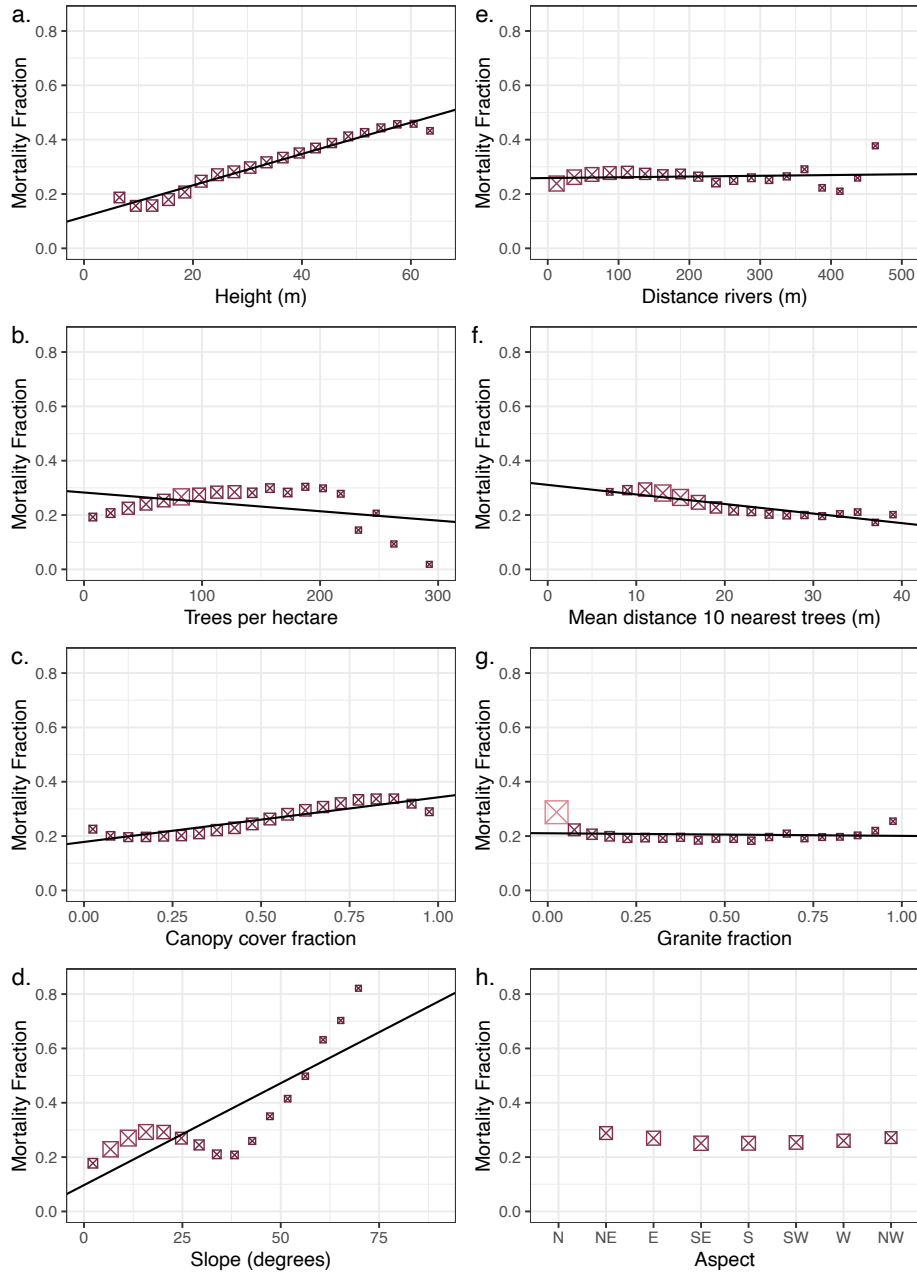 a.
Mortality Fraction
0.8
0.6
0.4
0.2
0.0
0 20 40 60
Height (m)
e.
Mortality Fraction
0.8
0.6
0.4
0.2
0.0
0 100 200 300 400 500
Distance rivers (m)
b.
Mortality Fraction
0.8
0.6
0.4
0.2
0.0
0 100 200 300
Trees per hectare
f.
Mortality Fraction
0.8
0.6
0.4
0.2
0.0
0 10 20 30 40
Mean distance 10 nearest trees (m)
c.
Mortality Fraction
0.8
0.6
0.4
0.2
0.0
0.00 0.25 0.50 0.75 1.00
Canopy cover fraction
g.
Mortality Fraction
0.8
0.6
0.4
0.2
0.0
0.00 0.25 0.50 0.75 1.00
Granite fraction
d.
Mortality Fraction
0.8
0.6
0.4
0.2
0.0
0 25 50 75
Slope (degrees)
h.
Mortality Fraction
0.8
0.6
0.4
0.2
0.0
N NE E SE S SW W NW
Aspect